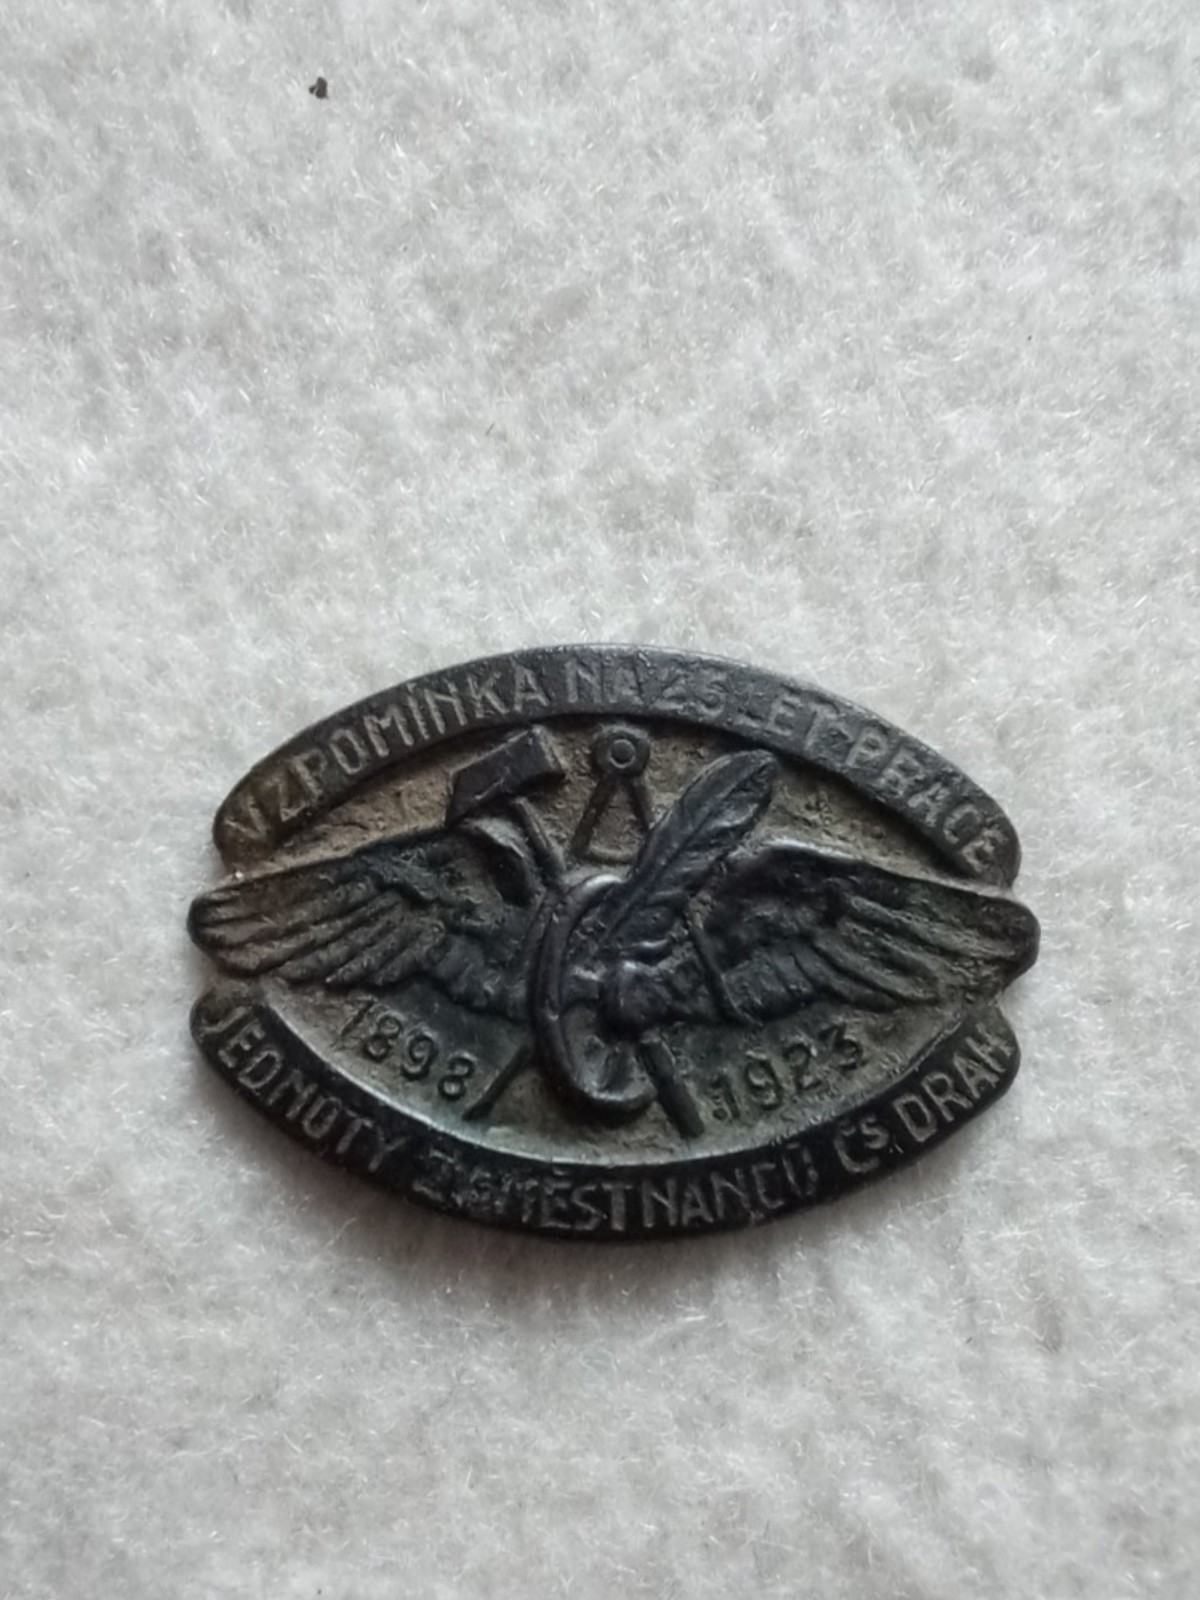 VZPOMÍNKA NA 25 LET PRÁCE
1898 1923
JEDNOTY ZAMĚSTNANCŮ ČS DRAH